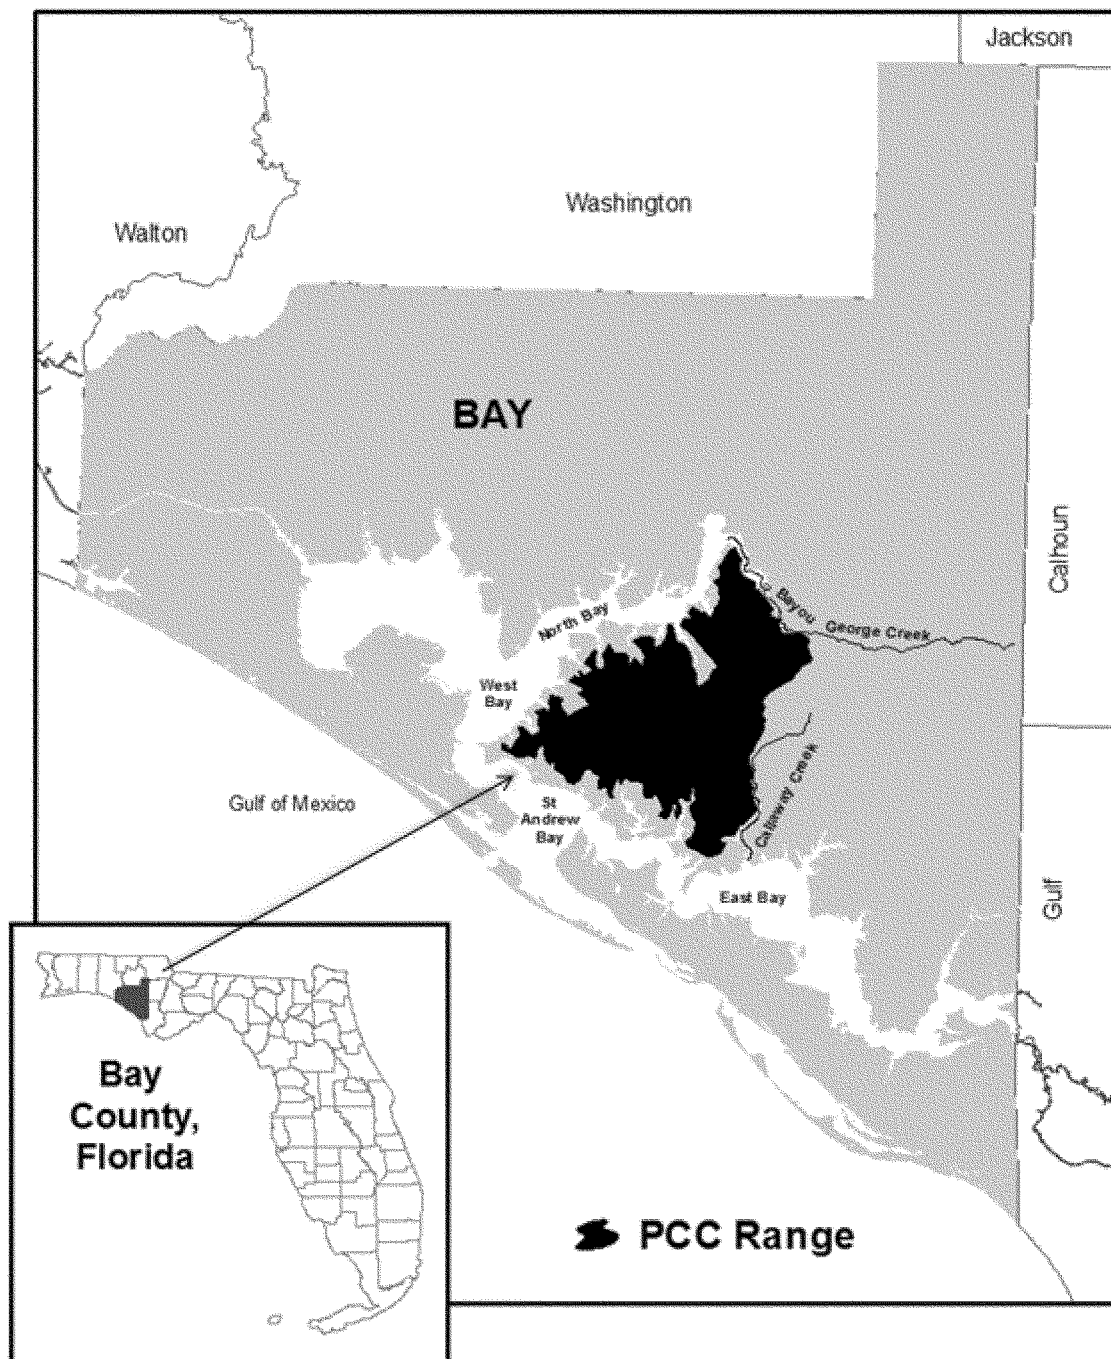 Jackson
Washington
Walton
BAY
Calhoun
North Bay
Bayou George Creek
West
Bay
Callaway Creek
Gulf of Mexico
St
Andrew
Bay
East Bay
Gulf
Bay
County,
Florida
PCC Range